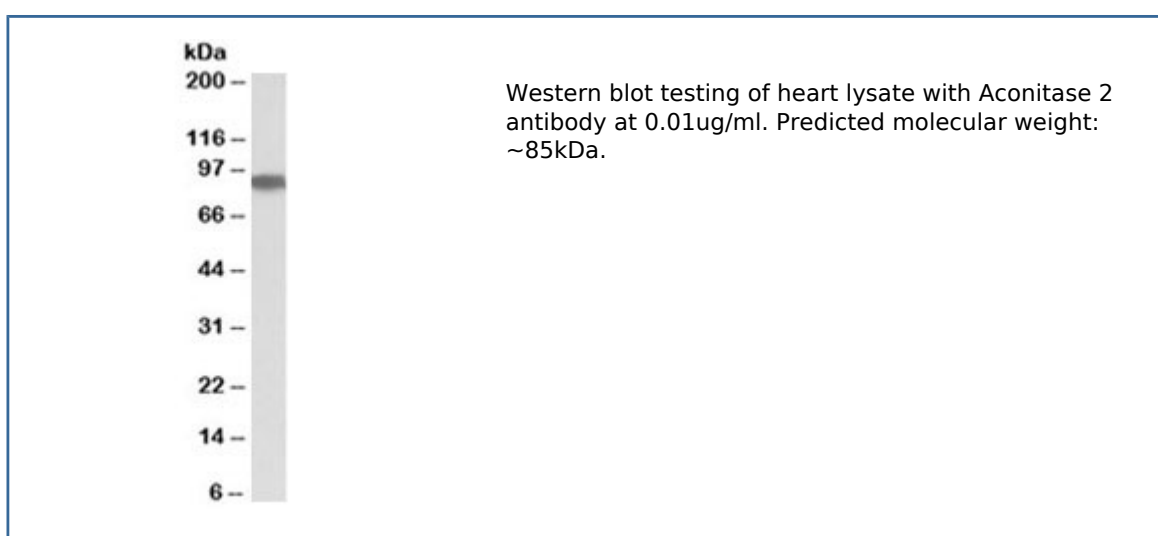 kDa
200 –
116 –
97 –
66 –
44 –
31 –
22 –
14 –
6 –
Western blot testing of heart lysate with Aconitase 2
antibody at 0.01ug/ml. Predicted molecular weight:
~85kDa.